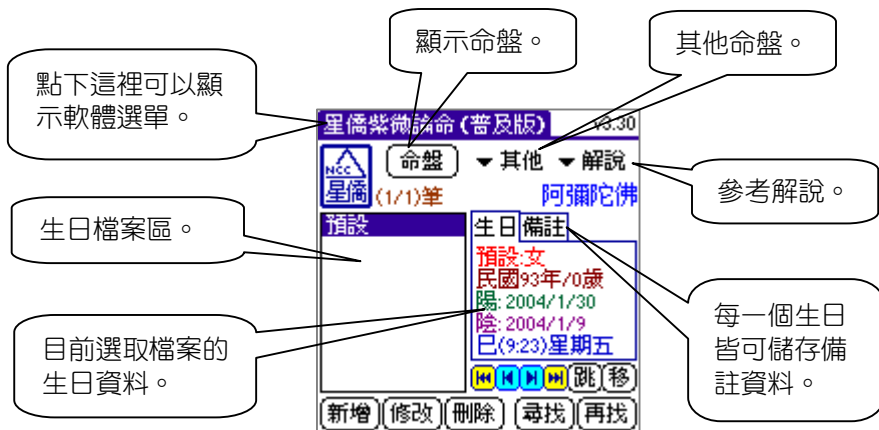 顯示命盤。
其他命盤。
點下這裡可以顯
示軟體選單。
星僑紫微論命(普及版) v3.30
NCC
星僑
命盤
其他
解說
(1/1)筆
阿彌陀佛
參考解說。
生日檔案區。
預設
生日
備註
預設:女
民國93年/0歲
陽: 2004/1/30
陰: 2004/1/9
巳(9:23)星期五
目前選取檔案的
生日資料。
每一個生日
皆可儲存備
註資料。
跳
移
新增
修改
刪除
尋找
再找